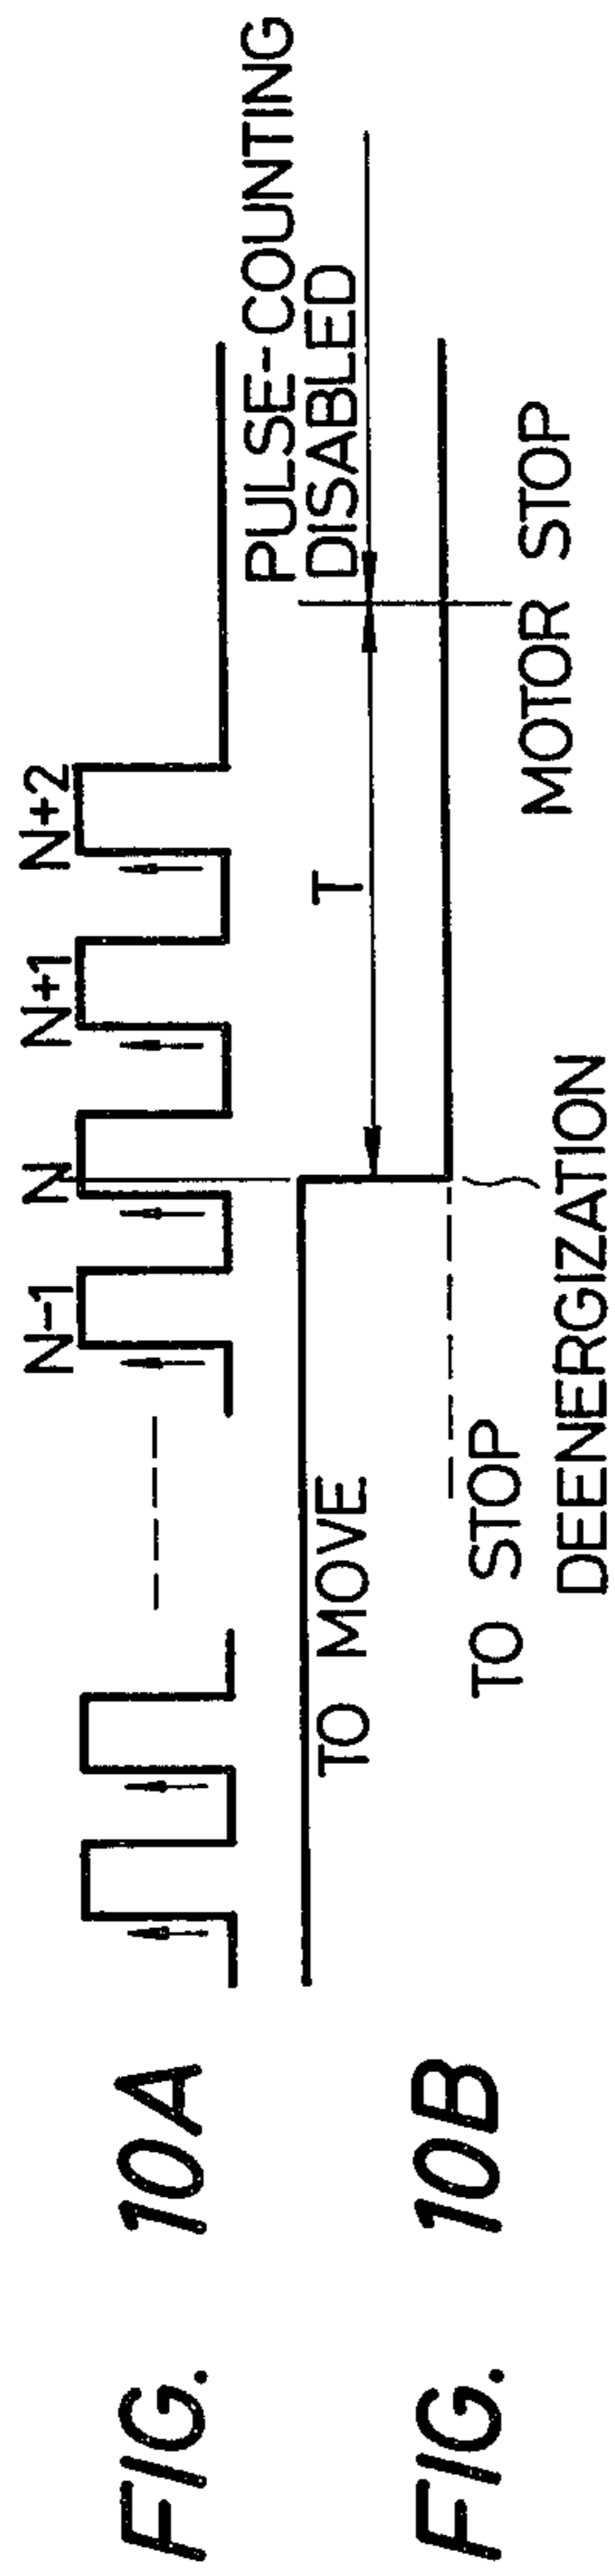 FIG. 10A
N-1 N N+1 N+2
PULSE-COUNTING
DISABLED
FIG. 10B
TO MOVE
T
TO STOP
DEENERGIZATION
MOTOR STOP